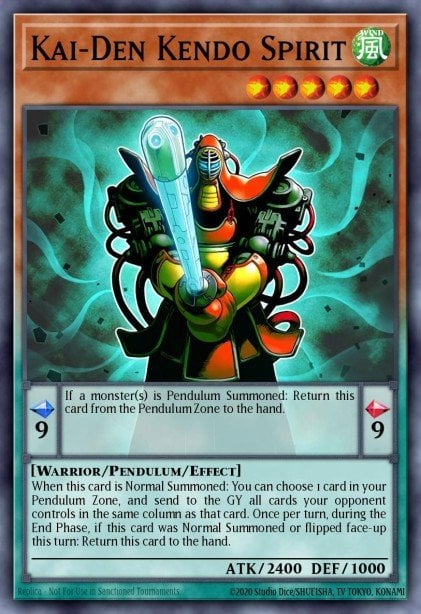 Kai-Den Kendo Spirit
WIND
風
If a monster(s) is Pendulum Summoned: Return this
card from the Pendulum Zone to the hand.
9
9
[Warrior/Pendulum/Effect]
When this card is Normal Summoned: You can choose 1 card in your
Pendulum Zone, and send to the GY all cards your opponent
controls in the same column as that card. Once per turn, during the
End Phase, if this card was Normal Summoned or flipped face-up
this turn: Return this card to the hand.
ATK/2400 DEF/1000
Replica - Not For Use in Sanctioned Tournaments
©2020 Studio Dice/SHUEISHA, TV TOKYO, KONAMI